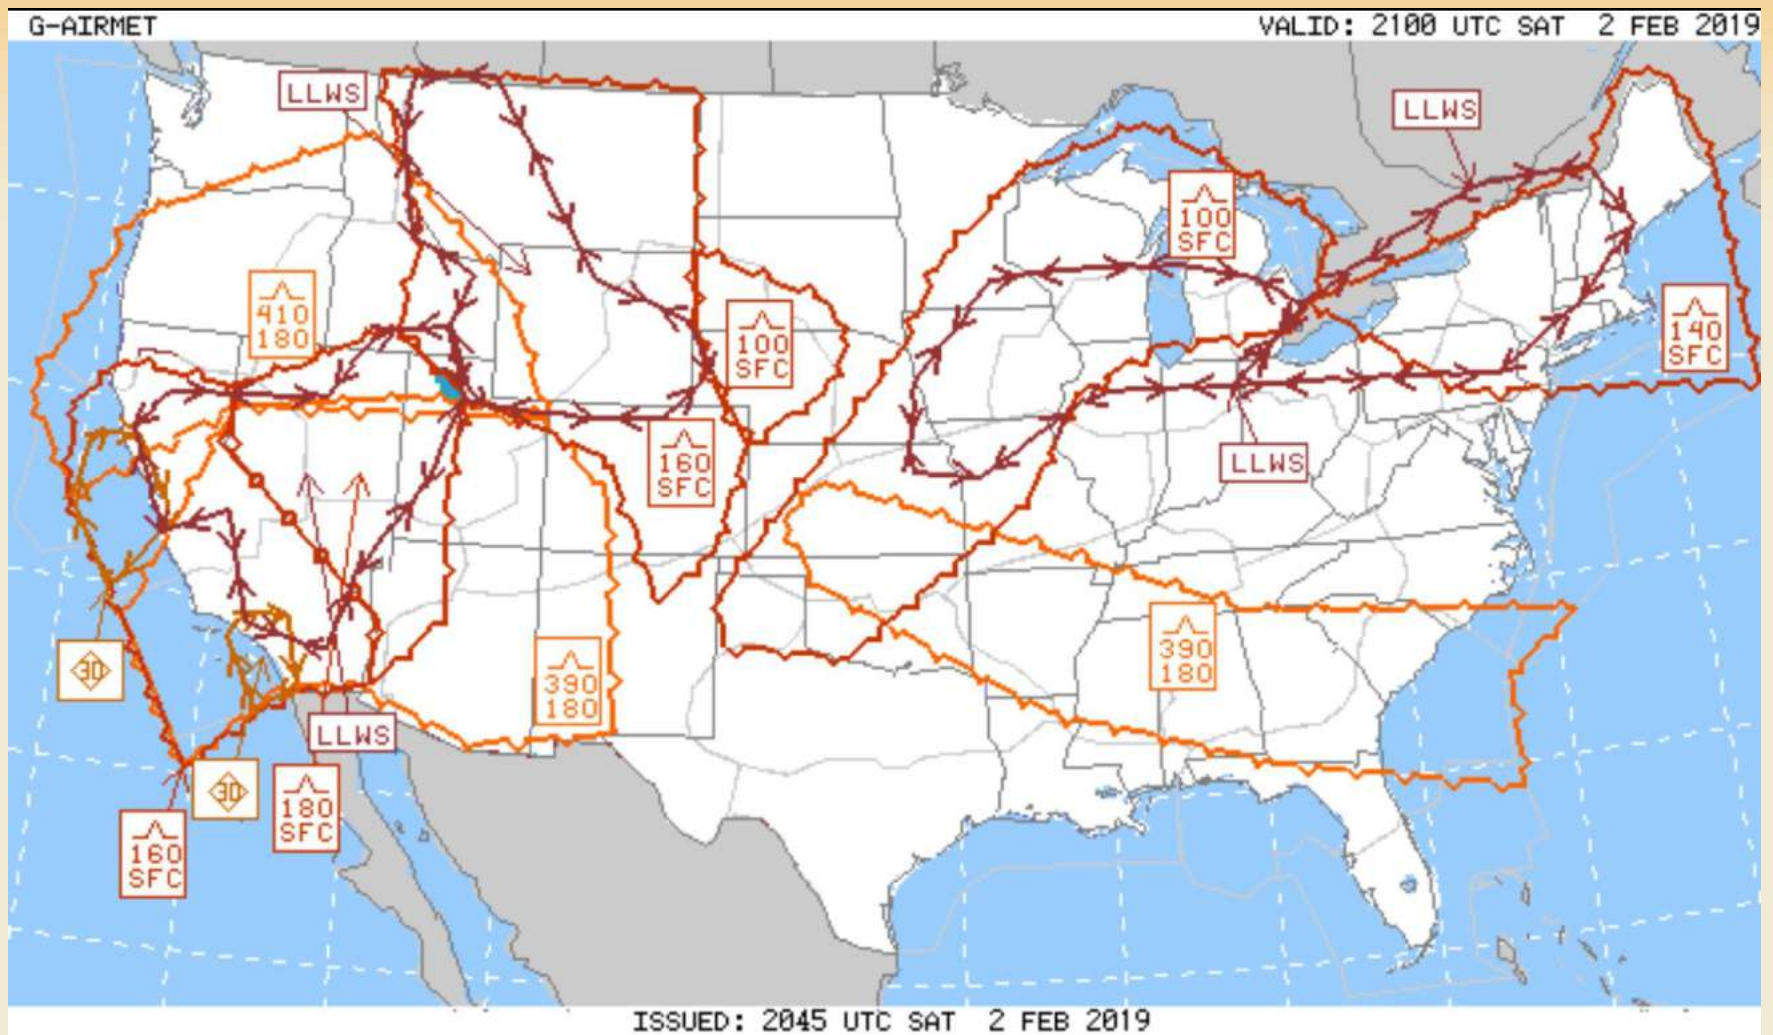 G-AIRMET
VALID: 2100 UTC SAT 2 FEB 2019
LLWS
LLWS
100
SFC
410
180
140
SFC
100
SFC
160
SFC
LLWS
390
180
390
180
30
LLWS
30
180
SFC
160
SFC
ISSUED: 2045 UTC SAT 2 FEB 2019